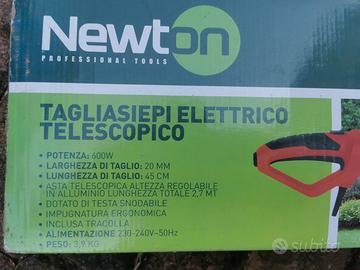 Newton
PROFESSIONAL TOOLS
TAGLIASIEPI ELETTRICO
TELESCOPICO
• POTENZA: 600W
• LARGHEZZA DI TAGLIO: 20 MM
• LUNGHEZZA DI TAGLIO: 45 CM
• ASTA TELESCOPICA ALTEZZA REGOLABILE
IN ALLUMINIO LUNGHEZZA TOTALE 2,7 MT
• DOTATO DI TESTA SNODABILE
• IMPUGNATURA ERGONOMICA
• INCLUSA TRACOLLA
• ALIMENTAZIONE 230-240V~50Hz
• PESO: 3,9 KG
subito